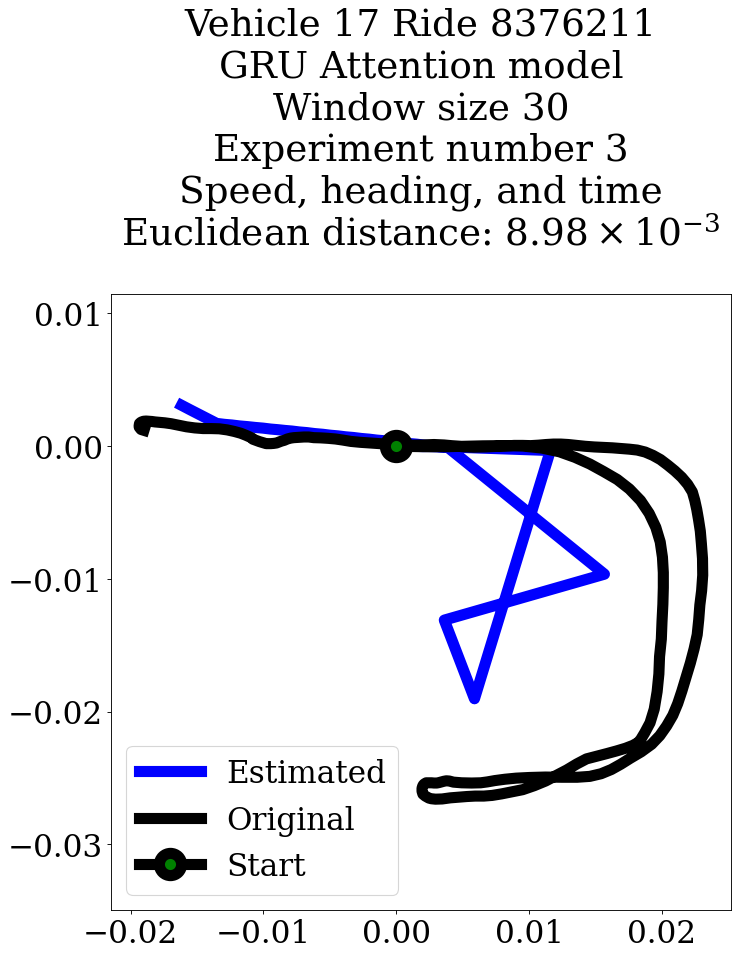 Vehicle 17 Ride 8376211
GRU Attention model
Window size 30
Experiment number 3
Speed, heading, and time
Euclidean distance: 8.98 × 10⁻³
0.01
0.00
−0.01
−0.02
−0.03
Estimated
Original
Start
−0.02 −0.01 0.00 0.01 0.02